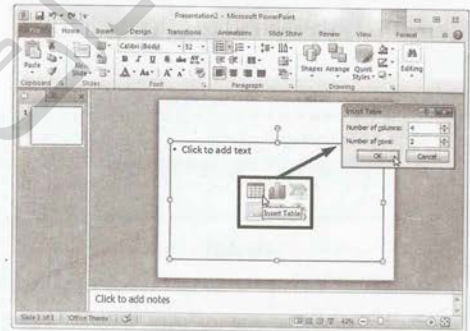 Presentation2 - Microsoft PowerPoint
File Home Insert Design Transitions Animations Slide Show Review View Format
Calibri (Body) 32
Paste New Slide Shapes Arrange Quick Styles Editing
Clipboard Slides Font Paragraph Drawing
1
Insert Table
Number of columns: 4
Number of rows: 2
OK Cancel
• Click to add text
Insert Table
Click to add notes
Slide 1 of 1 "Office Theme" 42%